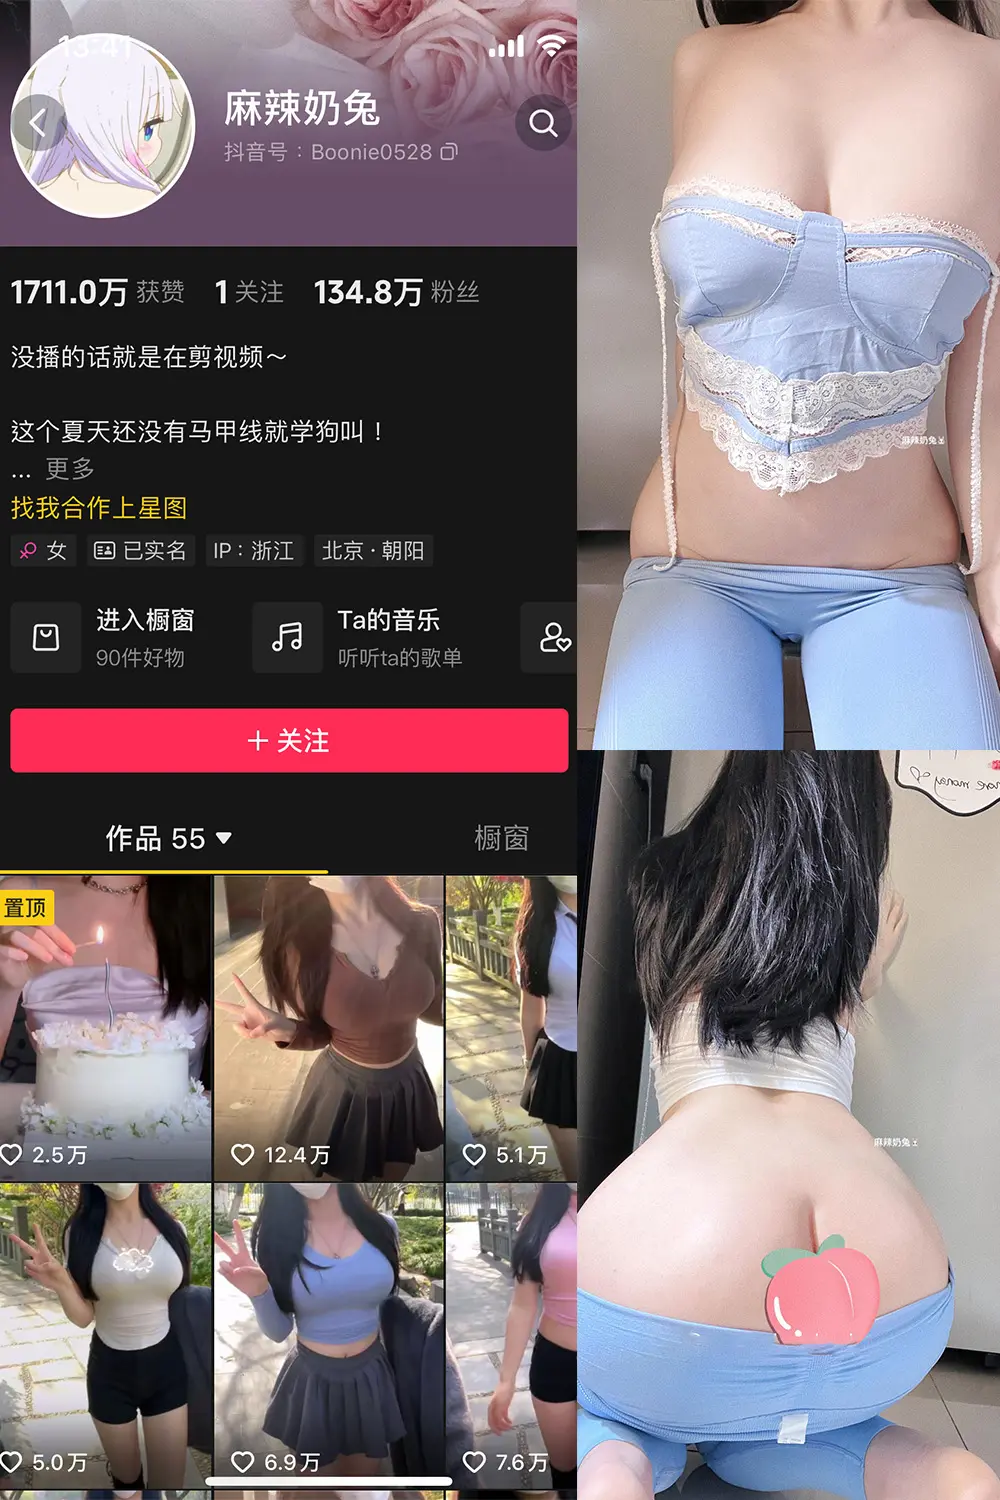 13:41
麻辣奶兔
抖音号：Boonie0528
1711.0万 获赞 1 关注 134.8万 粉丝
没播的话就是在剪视频～
这个夏天还没有马甲线就学狗叫！
... 更多
找我合作上星图
女 已实名 IP：浙江 北京·朝阳
进入橱窗
90件好物
Ta的音乐
听听ta的歌单
+ 关注
作品 55
橱窗
置顶
2.5万
12.4万
5.1万
5.0万
6.9万
7.6万
麻辣奶兔
love money
麻辣奶兔